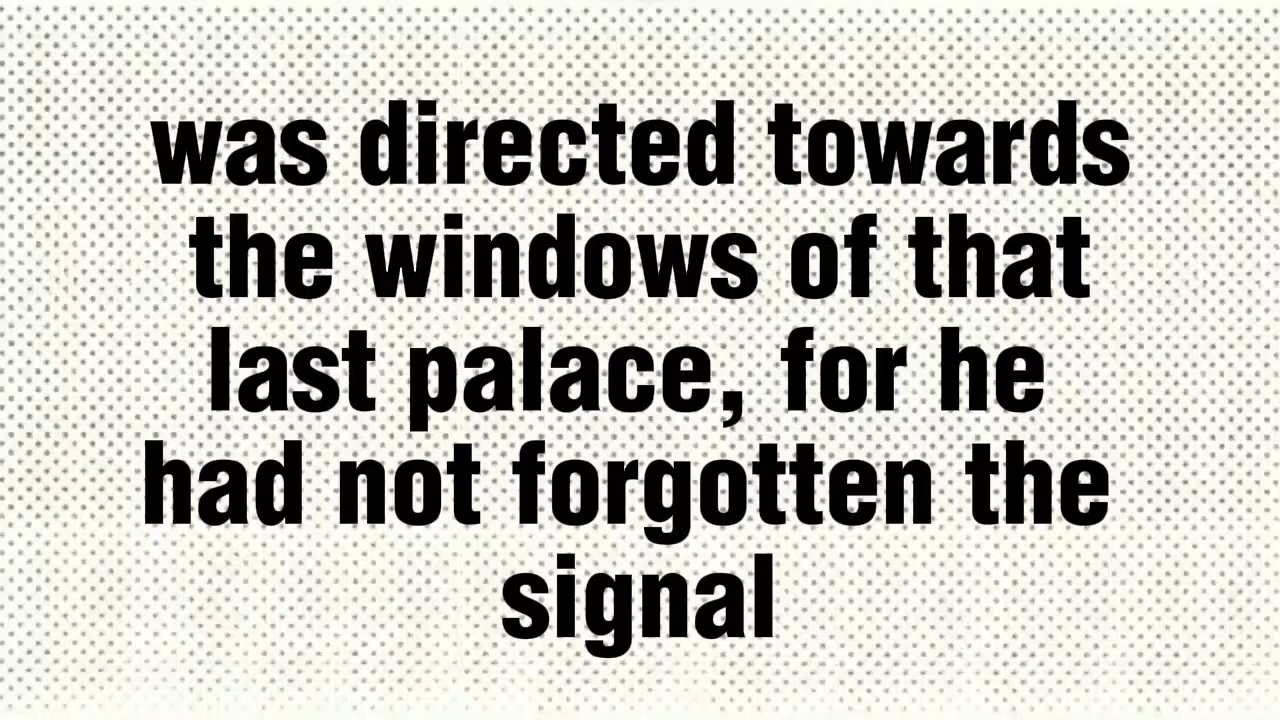 was directed towards
the windows of that
last palace, for he
had not forgotten the
signal